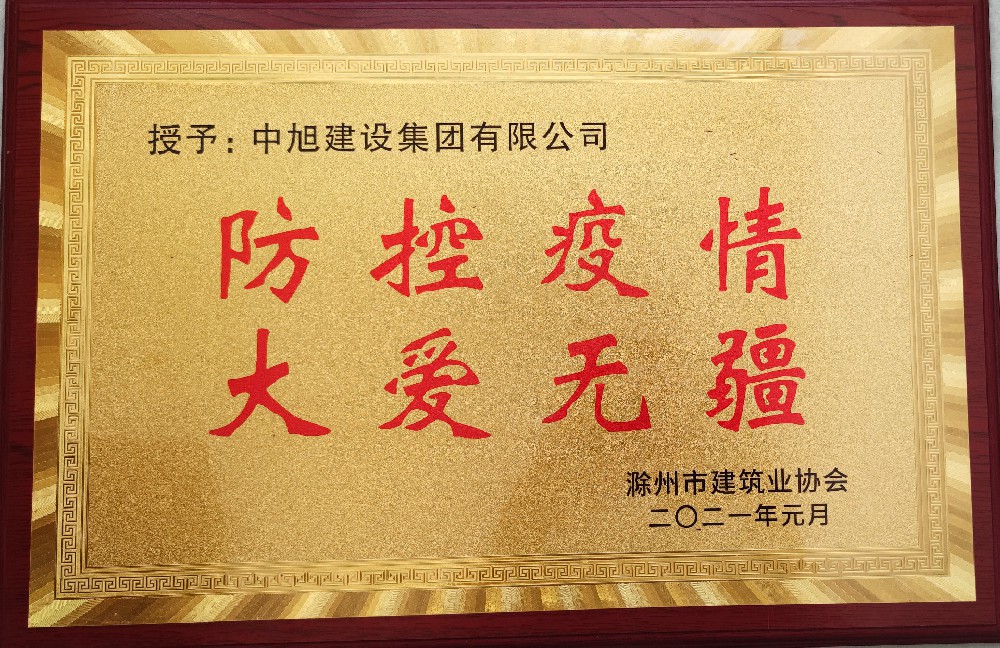 授予：中旭建设集团有限公司
防控疫情
大爱无疆
滁州市建筑业协会
二〇二一年元月